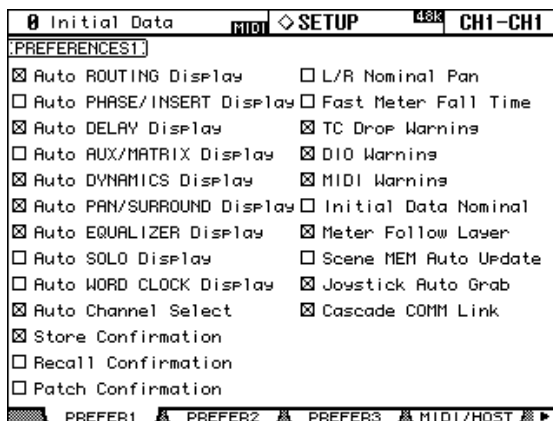 0 Initial Data MIDI ◇SETUP 48k CH1-CH1
PREFERENCES1
☒ Auto ROUTING Display ☐ L/R Nominal Pan
☐ Auto PHASE/INSERT Display ☐ Fast Meter Fall Time
☒ Auto DELAY Display ☒ TC Drop Warning
☐ Auto AUX/MATRIX Display ☒ DIO Warning
☒ Auto DYNAMICS Display ☒ MIDI Warning
☒ Auto PAN/SURROUND Display ☐ Initial Data Nominal
☒ Auto EQUALIZER Display ☒ Meter Follow Layer
☐ Auto SOLO Display ☐ Scene MEM Auto Update
☐ Auto WORD CLOCK Display ☒ Joystick Auto Grab
☒ Auto Channel Select ☒ Cascade COMM Link
☒ Store Confirmation
☐ Recall Confirmation
☐ Patch Confirmation
PREFER1 PREFER2 PREFER3 MIDI/HOST